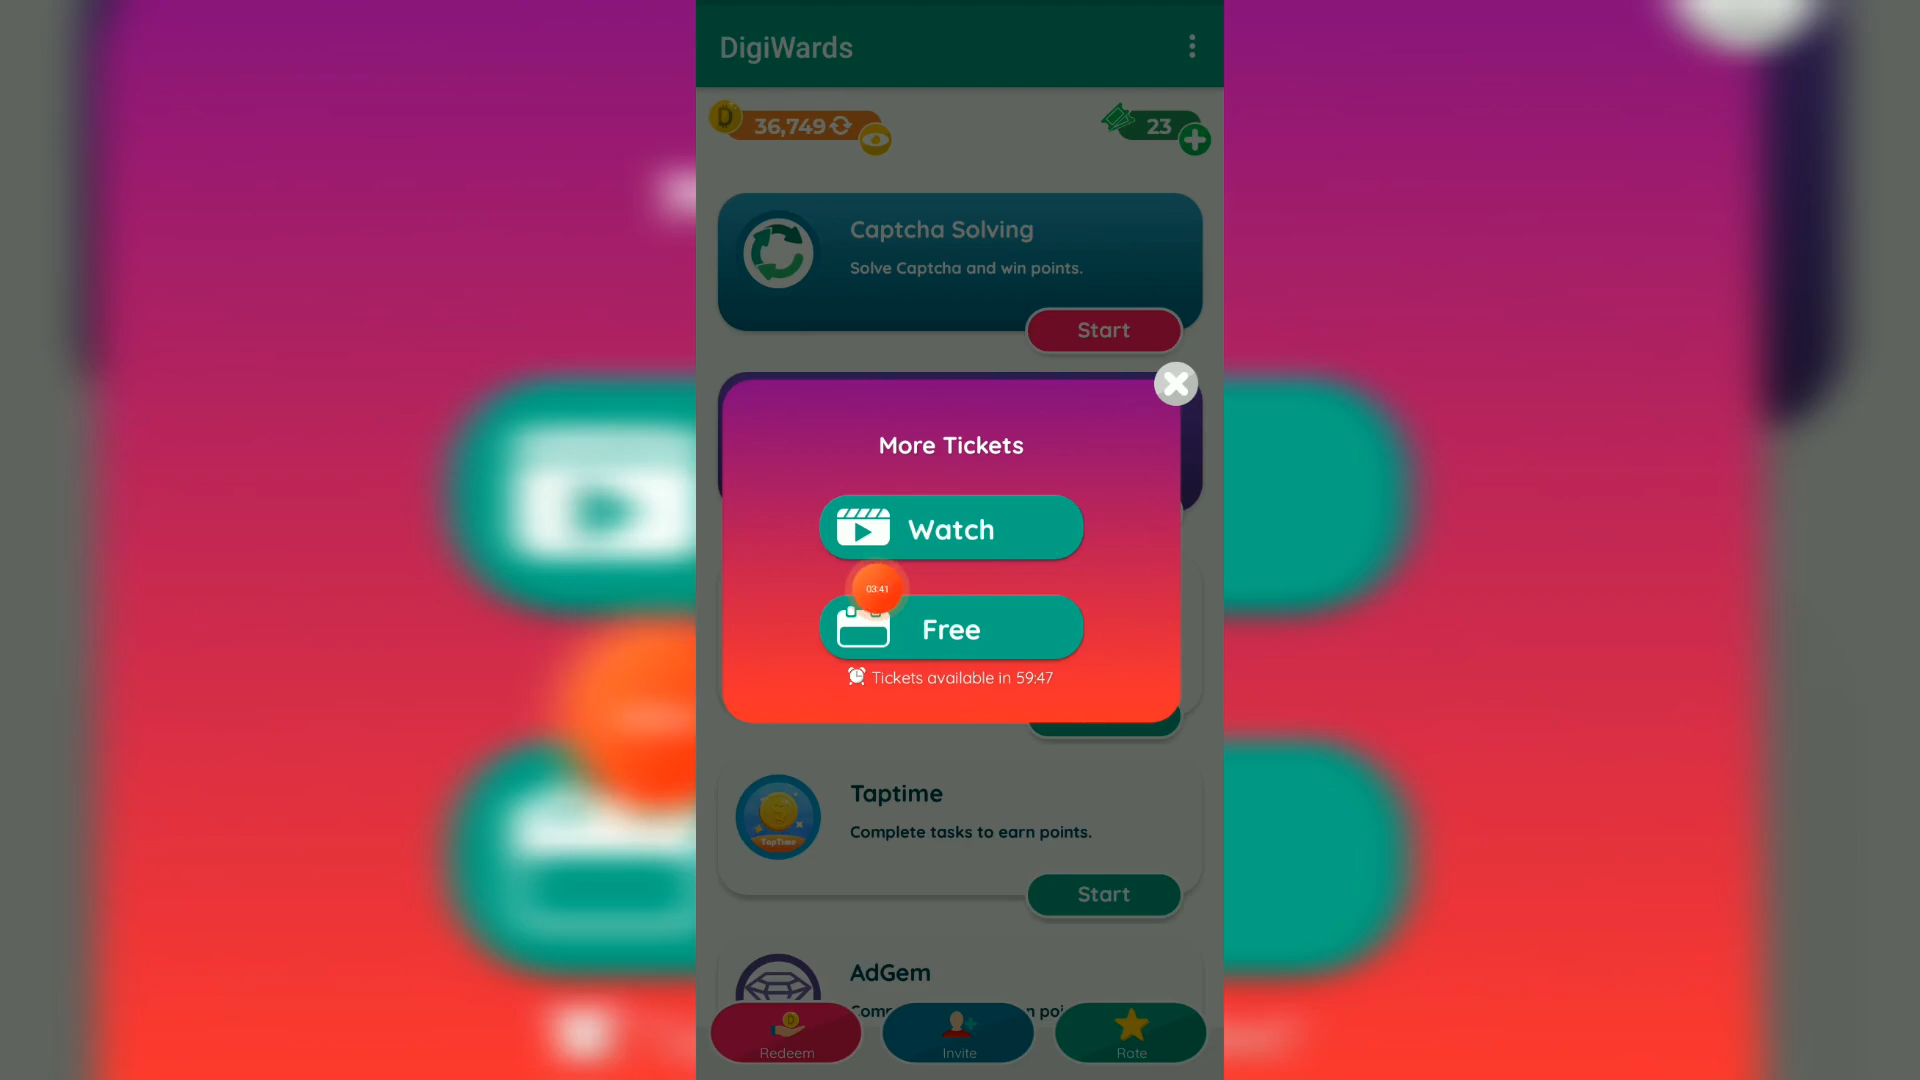 DigiWards
36,749
23
Captcha Solving
Solve Captcha and win points.
Start
More Tickets
Watch
03:41
Free
Tickets available in 59:47
Taptime
TapTime
Complete tasks to earn points.
Start
AdGem
Redeem
Invite
Rate